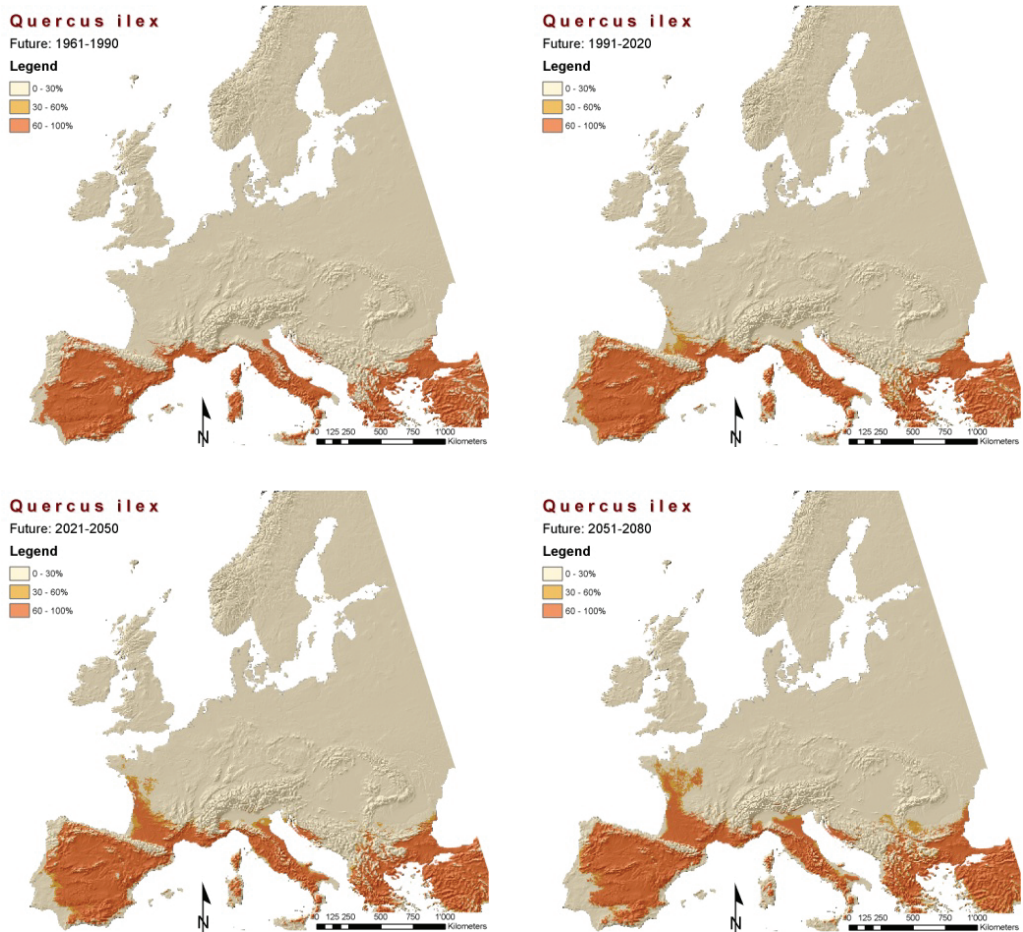 Quercus ilex
Future: 1961-1990
Legend
0 - 30%
30 - 60%
60 - 100%
N
0 125 250 500 750 1'000
Kilometers
Quercus ilex
Future: 1991-2020
Legend
0 - 30%
30 - 60%
60 - 100%
N
0 125 250 500 750 1'000
Kilometers
Quercus ilex
Future: 2021-2050
Legend
0 - 30%
30 - 60%
60 - 100%
N
0 125 250 500 750 1'000
Kilometers
Quercus ilex
Future: 2051-2080
Legend
0 - 30%
30 - 60%
60 - 100%
N
0 125 250 500 750 1'000
Kilometers